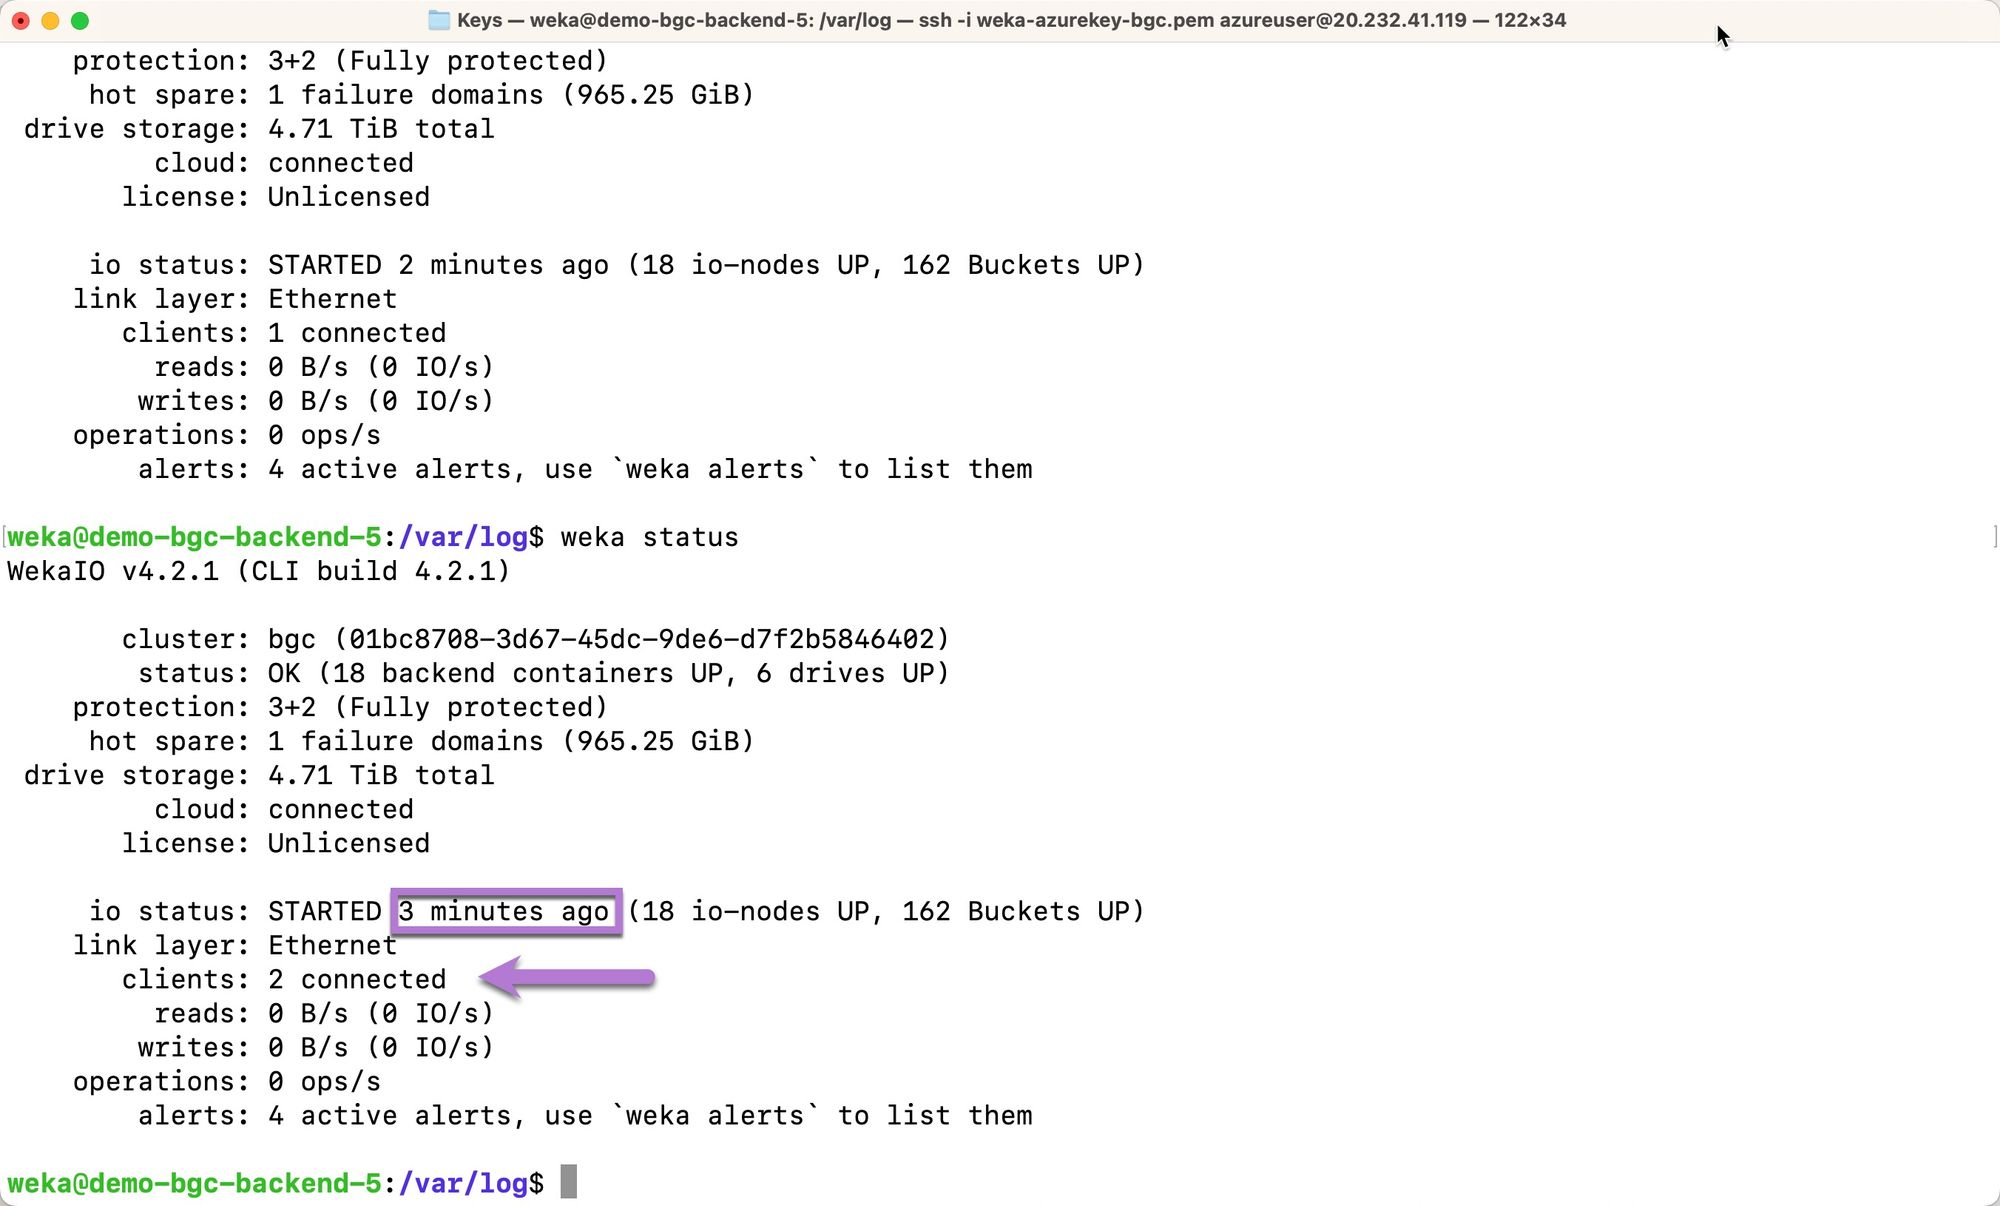 Keys — weka@demo-bgc-backend-5: /var/log — ssh -i weka-azurekey-bgc.pem azureuser@20.232.41.119 — 122×34
protection: 3+2 (Fully protected)
hot spare: 1 failure domains (965.25 GiB)
drive storage: 4.71 TiB total
cloud: connected
license: Unlicensed
io status: STARTED 2 minutes ago (18 io-nodes UP, 162 Buckets UP)
link layer: Ethernet
clients: 1 connected
reads: 0 B/s (0 IO/s)
writes: 0 B/s (0 IO/s)
operations: 0 ops/s
alerts: 4 active alerts, use `weka alerts` to list them
[weka@demo-bgc-backend-5:/var/log$ weka status ]
WekaIO v4.2.1 (CLI build 4.2.1)
cluster: bgc (01bc8708-3d67-45dc-9de6-d7f2b5846402)
status: OK (18 backend containers UP, 6 drives UP)
protection: 3+2 (Fully protected)
hot spare: 1 failure domains (965.25 GiB)
drive storage: 4.71 TiB total
cloud: connected
license: Unlicensed
io status: STARTED 3 minutes ago (18 io-nodes UP, 162 Buckets UP)
link layer: Ethernet
clients: 2 connected
reads: 0 B/s (0 IO/s)
writes: 0 B/s (0 IO/s)
operations: 0 ops/s
alerts: 4 active alerts, use `weka alerts` to list them
weka@demo-bgc-backend-5:/var/log$